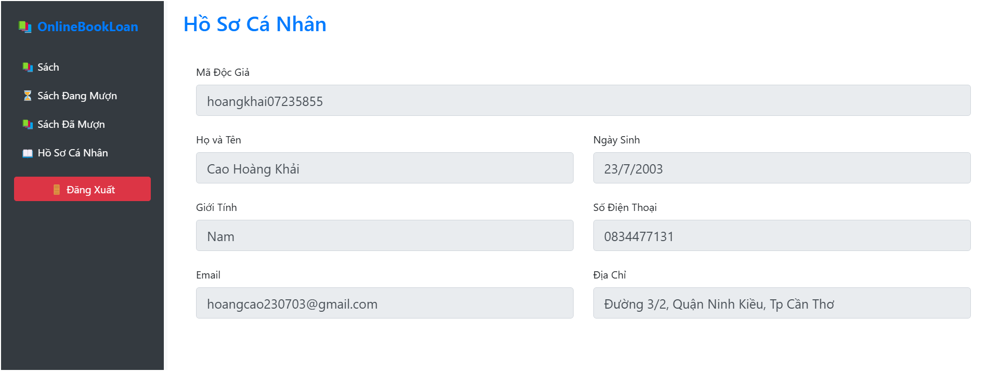 OnlineBookLoan
Sách
Sách Đang Mượn
Sách Đã Mượn
Hồ Sơ Cá Nhân
Đăng Xuất
Hồ Sơ Cá Nhân
Mã Độc Giả
hoangkhai07235855
Họ và Tên
Cao Hoàng Khải
Ngày Sinh
23/7/2003
Giới Tính
Nam
Số Điện Thoại
0834477131
Email
hoangcao230703@gmail.com
Địa Chỉ
Đường 3/2, Quận Ninh Kiều, Tp Cần Thơ